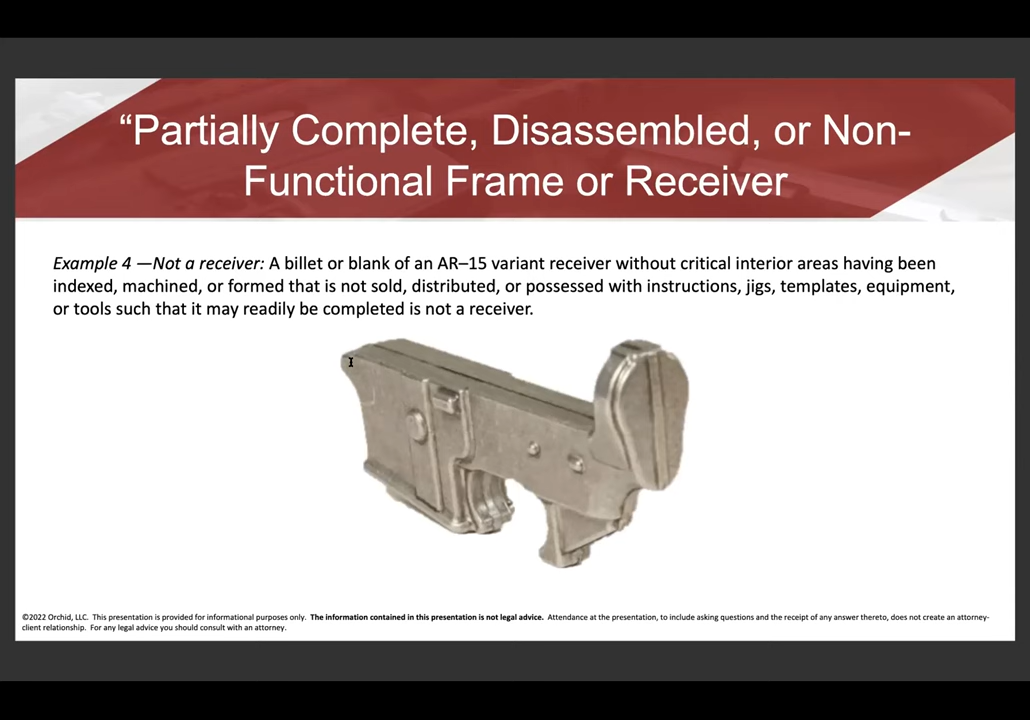 “Partially Complete, Disassembled, or Non-
Functional Frame or Receiver
Example 4 —Not a receiver: A billet or blank of an AR–15 variant receiver without critical interior areas having been
indexed, machined, or formed that is not sold, distributed, or possessed with instructions, jigs, templates, equipment,
or tools such that it may readily be completed is not a receiver.
©2022 Orchid, LLC. This presentation is provided for informational purposes only. The information contained in this presentation is not legal advice. Attendance at the presentation, to include asking questions and the receipt of any answer thereto, does not create an attorney-
client relationship. For any legal advice you should consult with an attorney.